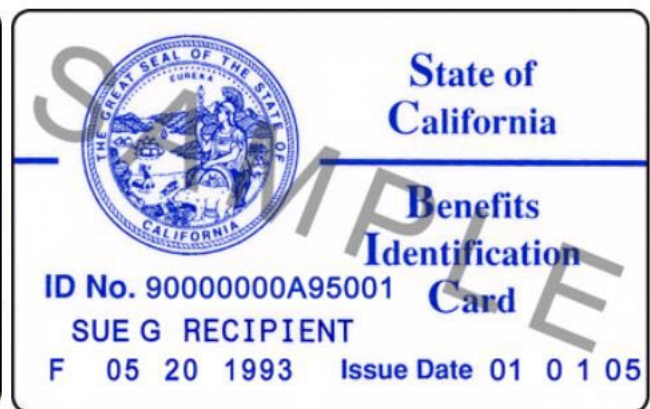 THE GREAT SEAL OF THE STATE OF CALIFORNIA
EUREKA
State of
California
Benefits
Identification
Card
SAMPLE
ID No. 90000000A95001
SUE G RECIPIENT
F 05 20 1993 Issue Date 01 0 1 05